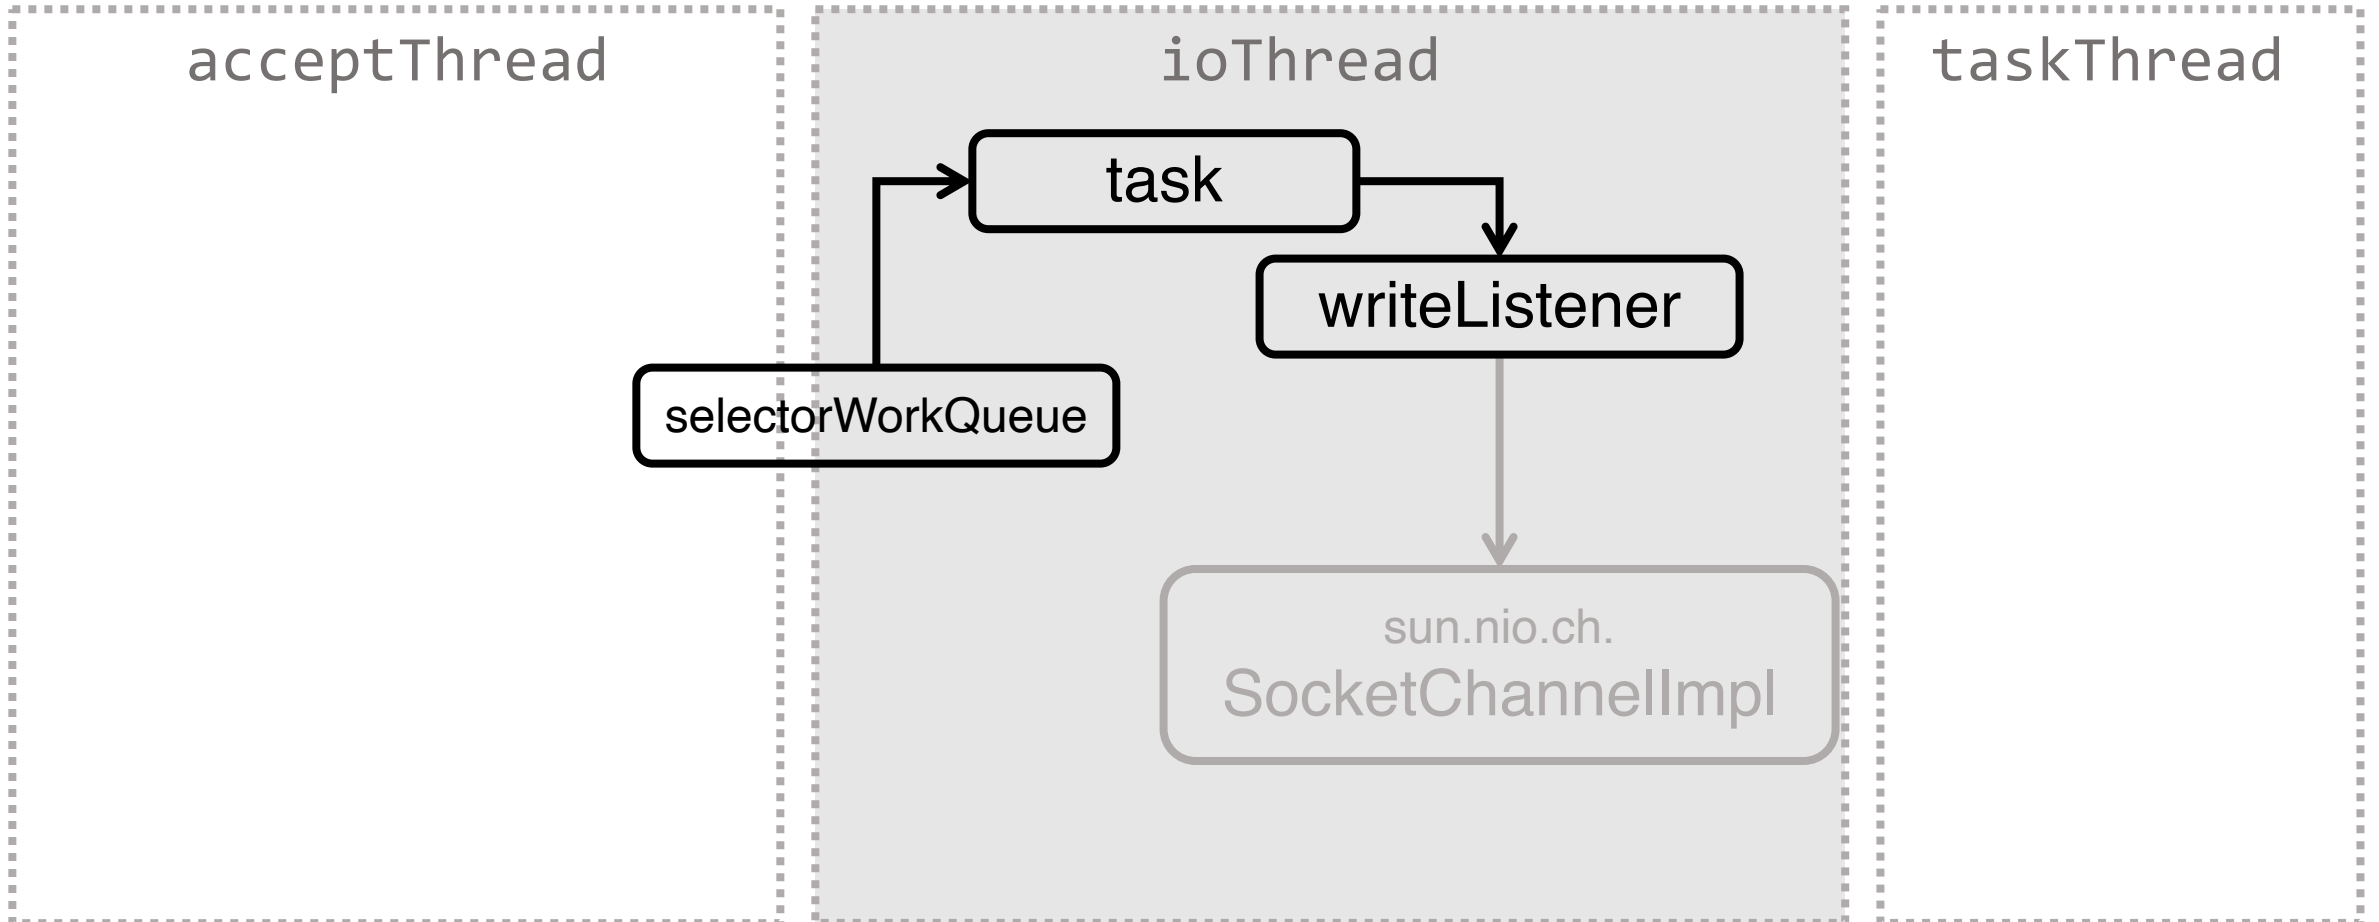 acceptThread
ioThread
taskThread
task
writeListener
selectorWorkQueue
sun.nio.ch.
SocketChannelImpl